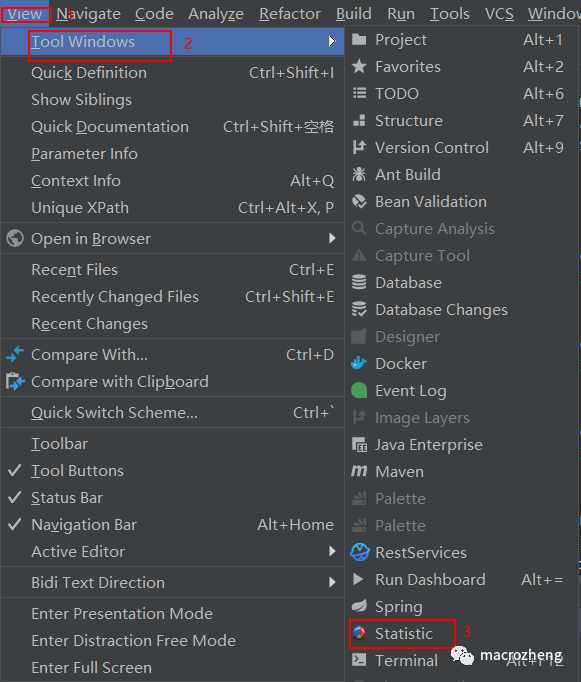 View Navigate Code Analyze Refactor Build Run Tools VCS Window
1
Tool Windows
2
Quick Definition Ctrl+Shift+I
Show Siblings
Quick Documentation Ctrl+Shift+空格
Parameter Info
Context Info Alt+Q
Unique XPath Ctrl+Alt+X, P
Open in Browser
Recent Files Ctrl+E
Recently Changed Files Ctrl+Shift+E
Recent Changes
Compare With... Ctrl+D
Compare with Clipboard
Quick Switch Scheme... Ctrl+`
Toolbar
Tool Buttons
Status Bar
Navigation Bar Alt+Home
Active Editor
Bidi Text Direction
Enter Presentation Mode
Enter Distraction Free Mode
Enter Full Screen
Project Alt+1
Favorites Alt+2
TODO Alt+6
Structure Alt+7
Version Control Alt+9
Ant Build
Bean Validation
Capture Analysis
Capture Tool
Database
Database Changes
Designer
Docker
Event Log
Image Layers
Java Enterprise
Maven
Palette
Palette
RestServices
Run Dashboard Alt+=
Spring
Statistic
3
Terminal Alt+F12
macrozheng